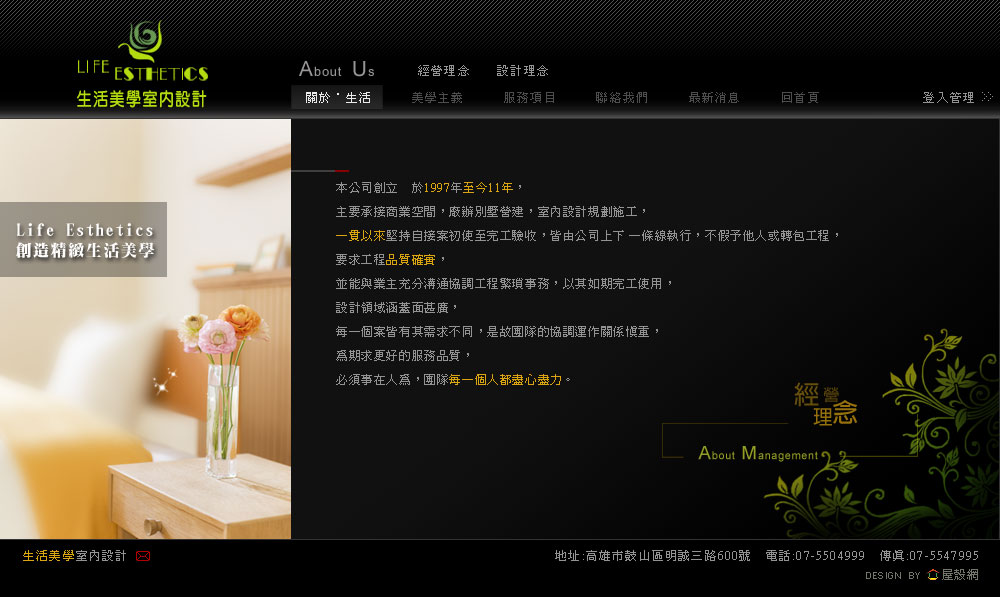 LIFE ESTHETICS
生活美學室内設計
About Us 經營理念 設計理念
關於‧生活 美學主義 服務項目 聯絡我們 最新消息 回首頁 登入管理
Life Esthetics
創造精緻生活美學
本公司創立 於1997年至今11年，
主要承接商業空間，廠辦別墅營建，室內設計規劃施工，
一貫以來堅持自接案初使至完工驗收，皆由公司上下 一條線執行，不假予他人或轉包工程，
要求工程品質確實，
並能與業主充分溝通協調工程繁瑣事務，以其如期完工使用，
設計領域涵蓋面甚廣，
每一個案皆有其需求不同，是故團隊的協調運作關係慎重，
為期求更好的服務品質，
必須事在人為，團隊每一個人都盡心盡力。
經營理念
About Management
生活美學室內設計
地址:高雄市鼓山區明誠三路600號 電話:07-5504999 傳真:07-5547995
DESIGN BY 屋殼網